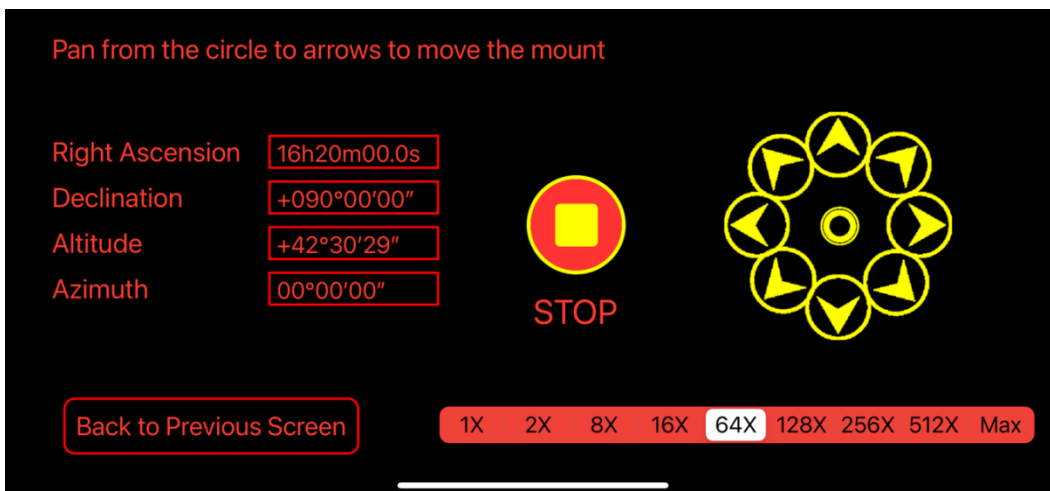 Pan from the circle to arrows to move the mount
Right Ascension 16h20m00.0s
Declination +090°00′00″
Altitude +42°30′29″
Azimuth 00°00′00″
STOP
Back to Previous Screen
1X 2X 8X 16X 64X 128X 256X 512X Max